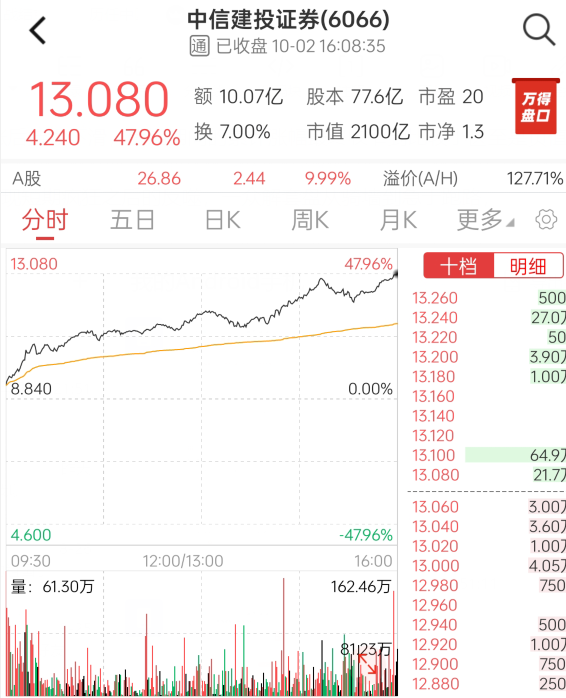 中信建投证券(6066)
通 已收盘 10-02 16:08:35
13.080
4.240 47.96%
额 10.07亿 股本 77.6亿 市盈 20
换 7.00% 市值 2100亿 市净 1.3
万得
盘口
A股 26.86 2.44 9.99% 溢价(A/H) 127.71%
分时 五日 日K 周K 月K 更多
13.080 47.96%
8.840 0.00%
4.600 -47.96%
09:30 12:00/13:00 16:00
量: 61.30万 162.46万
81.23万
十档 明细
13.260 500
13.240 27.0万
13.220 50
13.200 3.90万
13.180 1.00万
13.160
13.140
13.120
13.100 64.9万
13.080 21.7万
13.060 3.00万
13.040 3.60万
13.020 1.00万
13.000 4.05万
12.980 750
12.960
12.940 500
12.920 1.00万
12.900 750
12.880 250